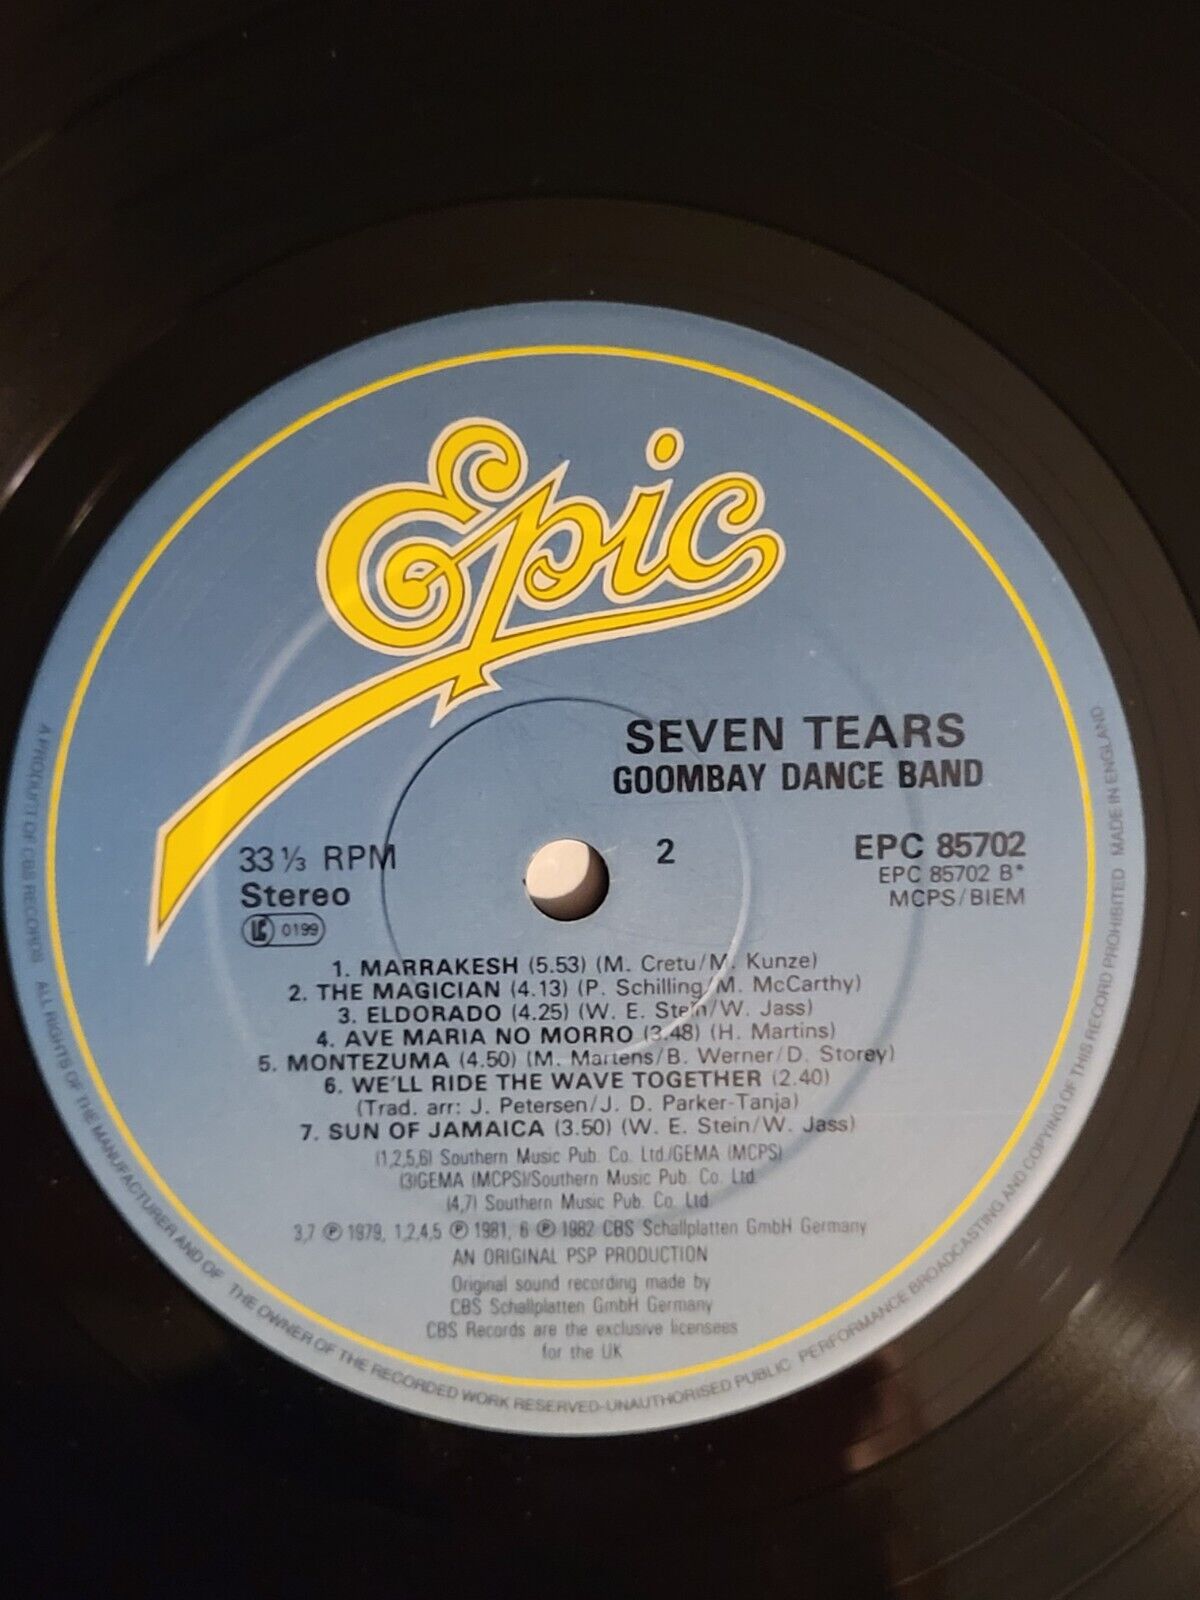 Epic
SEVEN TEARS
GOOMBAY DANCE BAND
33 ⅓ RPM
Stereo
LC 0199
2
EPC 85702
EPC 85702 B*
MCPS/BIEM
1. MARRAKESH (5.53) (M. Cretu/M. Kunze)
2. THE MAGICIAN (4.13) (P. Schilling/M. McCarthy)
3. ELDORADO (4.25) (W. E. Stein/W. Jass)
4. AVE MARIA NO MORRO (3.48) (H. Martins)
5. MONTEZUMA (4.50) (M. Martens/B. Werner/D. Storey)
6. WE'LL RIDE THE WAVE TOGETHER (2.40)
(Trad. arr: J. Petersen/J. D. Parker-Tanja)
7. SUN OF JAMAICA (3.50) (W. E. Stein/W. Jass)
(1,2,5,6) Southern Music Pub. Co. Ltd./GEMA (MCPS)
(3)GEMA (MCPS)/Southern Music Pub. Co. Ltd
(4,7) Southern Music Pub. Co. Ltd
3,7 ℗ 1979, 1,2,4,5 ℗ 1981, 6 ℗ 1982 CBS Schallplatten GmbH Germany
AN ORIGINAL PSP PRODUCTION
Original sound recording made by
CBS Schallplatten GmbH Germany
CBS Records are the exclusive licensees
for the UK
A PRODUCT OF CBS RECORDS ALL RIGHTS OF THE MANUFACTURER AND OF THE OWNER OF THE RECORDED WORK RESERVED-UNAUTHORISED PUBLIC PERFORMANCE BROADCASTING AND COPYING OF THIS RECORD PROHIBITED MADE IN ENGLAND